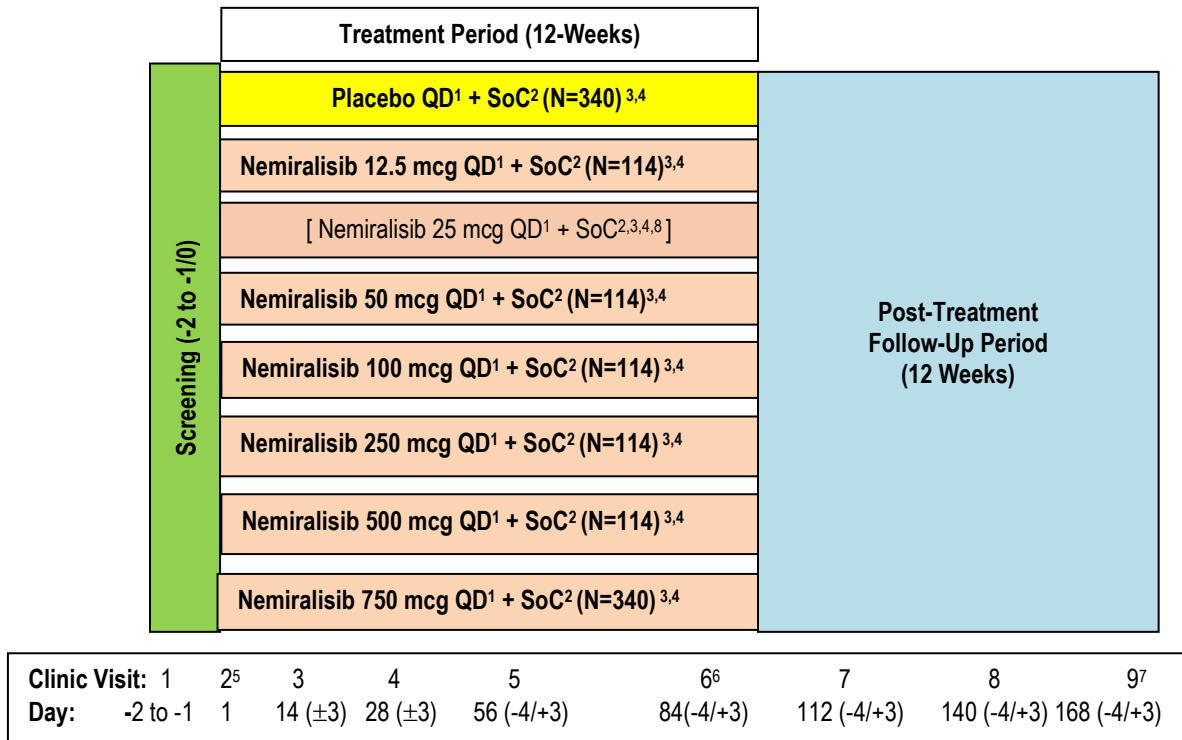 Treatment Period (12-Weeks)
Screening (-2 to -1/0)
Placebo QD¹ + SoC² (N=340) ³,⁴
Nemiralisib 12.5 mcg QD¹ + SoC² (N=114)³,⁴
[ Nemiralisib 25 mcg QD¹ + SoC²,³,⁴,⁸ ]
Nemiralisib 50 mcg QD¹ + SoC² (N=114)³,⁴
Nemiralisib 100 mcg QD¹ + SoC² (N=114) ³,⁴
Nemiralisib 250 mcg QD¹ + SoC² (N=114) ³,⁴
Nemiralisib 500 mcg QD¹ + SoC² (N=114) ³,⁴
Nemiralisib 750 mcg QD¹ + SoC² (N=340) ³,⁴
Post-Treatment
Follow-Up Period
(12 Weeks)
Clinic Visit: 1 2⁵ 3 4 5 6⁶ 7 8 9⁷
Day: -2 to -1 1 14 (±3) 28 (±3) 56 (-4/+3) 84(-4/+3) 112 (-4/+3) 140 (-4/+3) 168 (-4/+3)